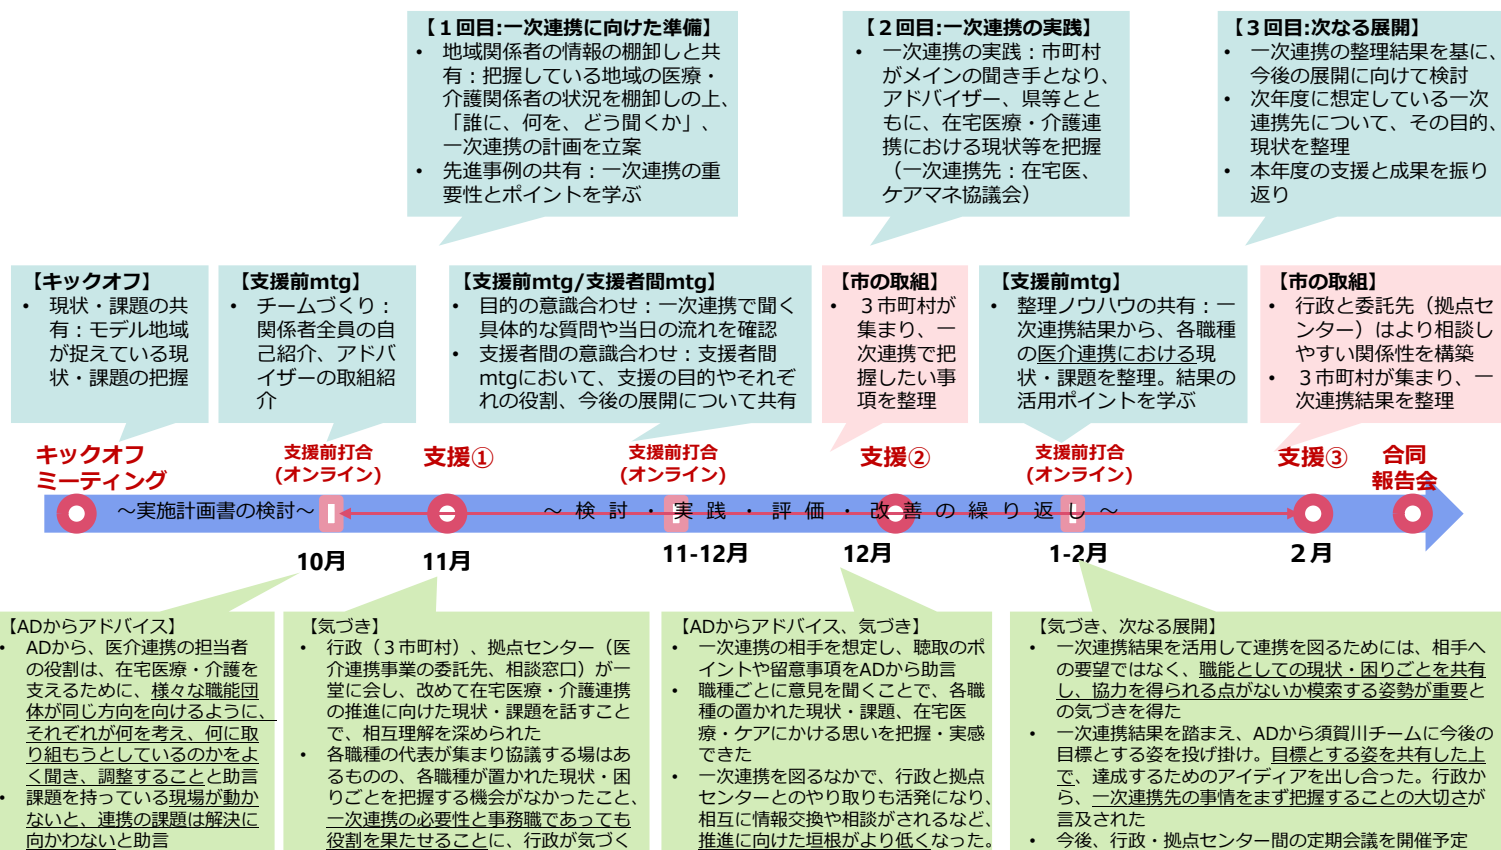 【１回目:一次連携に向けた準備】
• 地域関係者の情報の棚卸しと共
有：把握している地域の医療・
介護関係者の状況を棚卸しの上、
「誰に、何を、どう聞くか」、
一次連携の計画を立案
• 先進事例の共有：一次連携の重
要性とポイントを学ぶ
【２回目:一次連携の実践】
• 一次連携の実践：市町村
がメインの聞き手となり、
アドバイザー、県等とと
もに、在宅医療・介護連
携における現状等を把握
（一次連携先：在宅医、
ケアマネ協議会）
【３回目:次なる展開】
• 一次連携の整理結果を基に、
今後の展開に向けて検討
• 次年度に想定している一次
連携先について、その目的、
現状を整理
• 本年度の支援と成果を振り
返り
【キックオフ】
• 現状・課題の共
有：モデル地域
が捉えている現
状・課題の把握
【支援前mtg】
• チームづくり：
関係者全員の自
己紹介、アドバ
イザーの取組紹
介
【支援前mtg/支援者間mtg】
• 目的の意識合わせ：一次連携で聞く
具体的な質問や当日の流れを確認
• 支援者間の意識合わせ：支援者間
mtgにおいて、支援の目的やそれぞ
れの役割、今後の展開について共有
【市の取組】
• ３市町村が
集まり、一
次連携で把
握したい事
項を整理
【支援前mtg】
• 整理ノウハウの共有：一
次連携結果から、各職種
の医介連携における現
状・課題を整理。結果の
活用ポイントを学ぶ
【市の取組】
• 行政と委託先（拠点セ
ンター）はより相談し
やすい関係性を構築
• ３市町村が集まり、一
次連携結果を整理
キックオフ
ミーティング
支援前打合
(オンライン)
支援①
支援前打合
(オンライン)
支援②
支援前打合
(オンライン)
支援③
合同
報告会
～実施計画書の検討～
～検討・実践・評価・改善の繰り返し～
10月
11月
11-12月
12月
1-2月
２月
【ADからアドバイス】
• ADから、医介連携の担当者
の役割は、在宅医療・介護を
支えるために、様々な職能団
体が同じ方向を向けるように、
それぞれが何を考え、何に取
り組もうとしているのかをよ
く聞き、調整することと助言
• 課題を持っている現場が動か
ないと、連携の課題は解決に
向かわないと助言
【気づき】
• 行政（３市町村）、拠点センター（医
介連携事業の委託先、相談窓口）が一
堂に会し、改めて在宅医療・介護連携
の推進に向けた現状・課題を話すこと
で、相互理解を深められた
• 各職種の代表が集まり協議する場はあ
るものの、各職種が置かれた現状・困
りごとを把握する機会がなかったこと、
一次連携の必要性と事務職であっても
役割を果たせることに、行政が気づく
【ADからアドバイス、気づき】
• 一次連携の相手を想定し、聴取のポ
イントや留意事項をADから助言
• 職種ごとに意見を聞くことで、各職
種の置かれた現状・課題、在宅医
療・ケアにかける思いを把握・実感
できた
• 一次連携を図るなかで、行政と拠点
センターとのやり取りも活発になり、
相互に情報交換や相談がされるなど、
推進に向けた垣根がより低くなった。
【気づき、次なる展開】
• 一次連携結果を活用して連携を図るためには、相手へ
の要望ではなく、職能としての現状・困りごとを共有
し、協力を得られる点がないか模索する姿勢が重要と
の気づきを得た
• 一次連携結果を踏まえ、ADから須賀川チームに今後の
目標とする姿を投げ掛け。目標とする姿を共有した上
で、達成するためのアイディアを出し合った。行政か
ら、一次連携先の事情をまず把握することの大切さが
言及された
• 今後、行政・拠点センター間の定期会議を開催予定